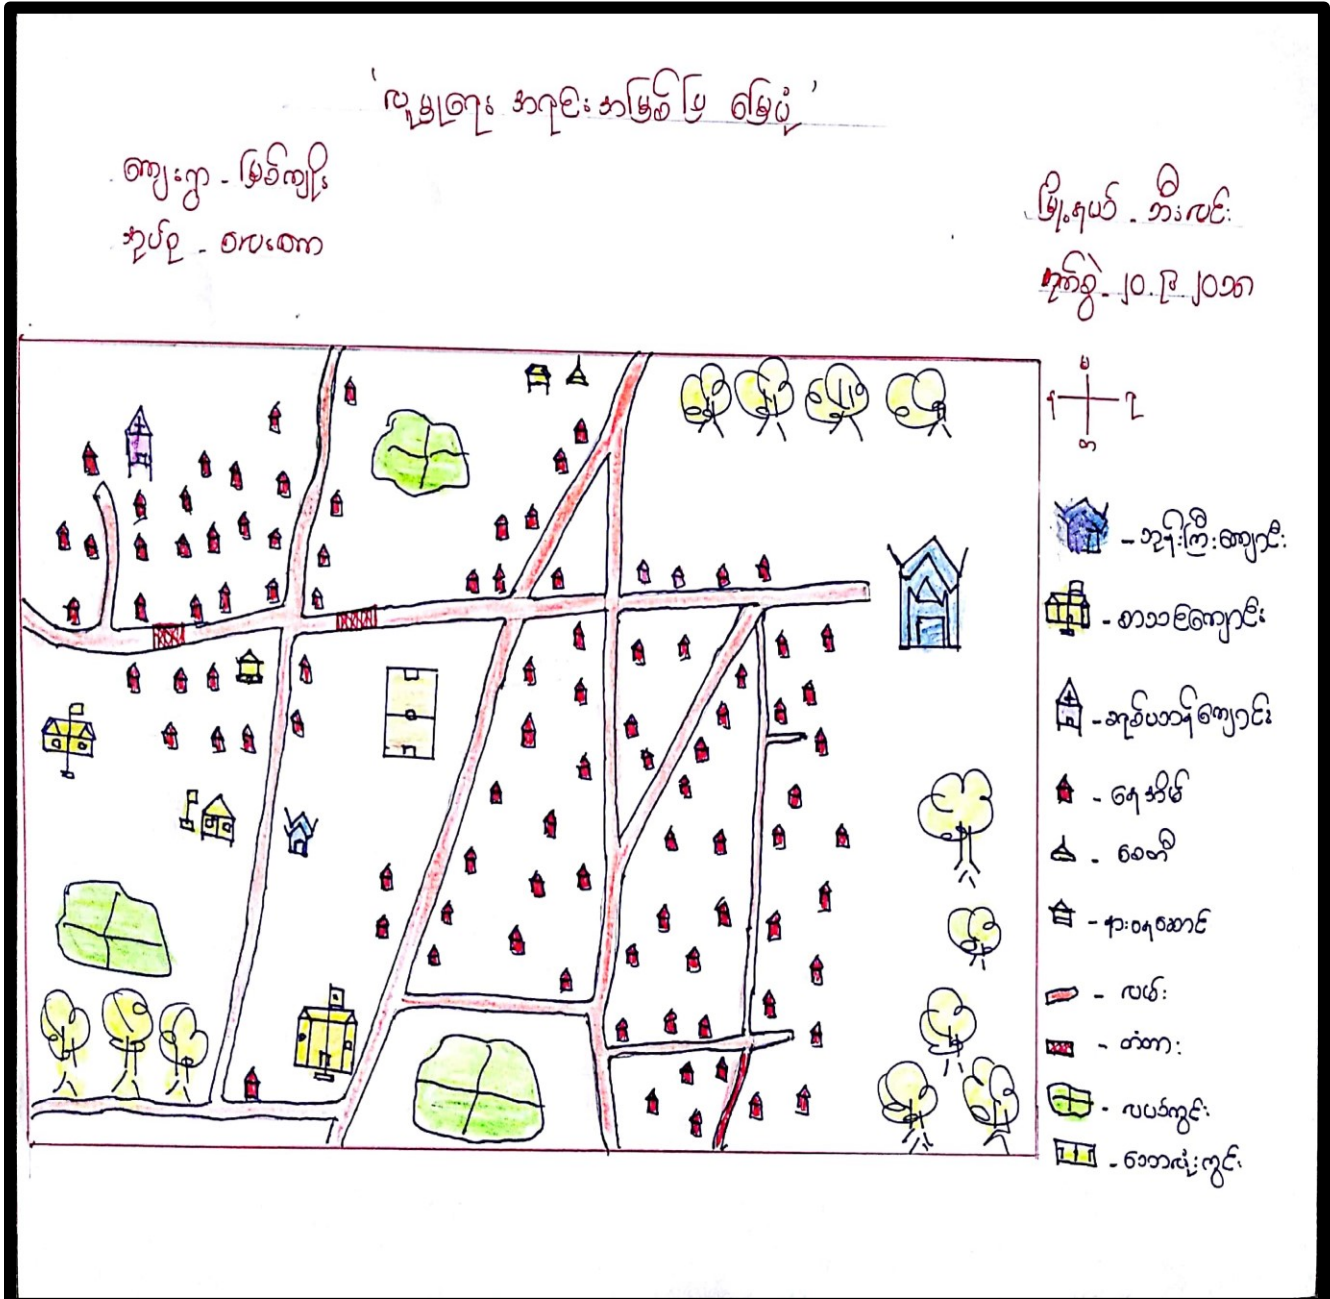 'လူမှုရေး အရင်းအမြစ်ပြ မြေပုံ'
ကျေးရွာ - မြစ်ကျိုး
အုပ်စု - လေးကော
မြို့နယ် - ဘီးလင်း
ရက်စွဲ - ၂၀.၉.၂၀၁၈
မ
ရ
လ
တ
- ဘုန်းကြီးကျောင်း
- စာသင်ကျောင်း
- ခရစ်ယာန်ကျောင်း
- နေအိမ်
- စေတီ
- နားနေဆောင်
- လမ်း
- တံတား
- လယ်ကွင်း
- ဘောလုံးကွင်း